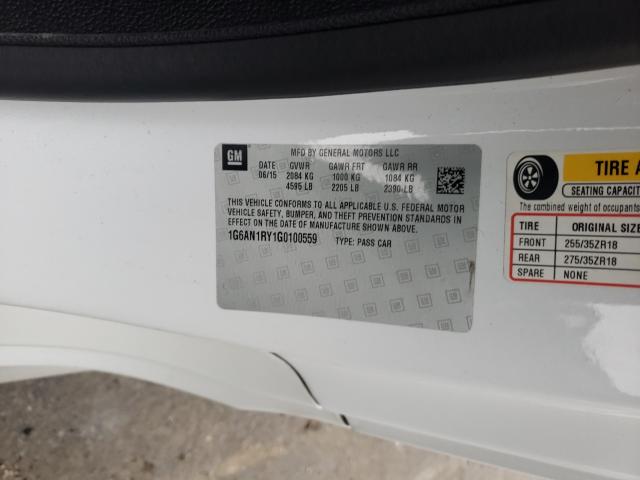 GM
MFD BY GENERAL MOTORS LLC
DATE GVWR GAWR FRT GAWR RR
06/15 2084 KG 1000 KG 1084 KG
4595 LB 2205 LB 2390 LB
THIS VEHICLE CONFORMS TO ALL APPLICABLE U.S. FEDERAL MOTOR
VEHICLE SAFETY, BUMPER, AND THEFT PREVENTION STANDARDS IN
EFFECT ON THE DATE OF MANUFACTURE SHOWN ABOVE.
1G6AN1RY1G0100559 TYPE: PASS CAR
TIRE A
SEATING CAPACIT
The combined weight of occupants
TIRE ORIGINAL SIZE
FRONT 255/35ZR18
REAR 275/35ZR18
SPARE NONE